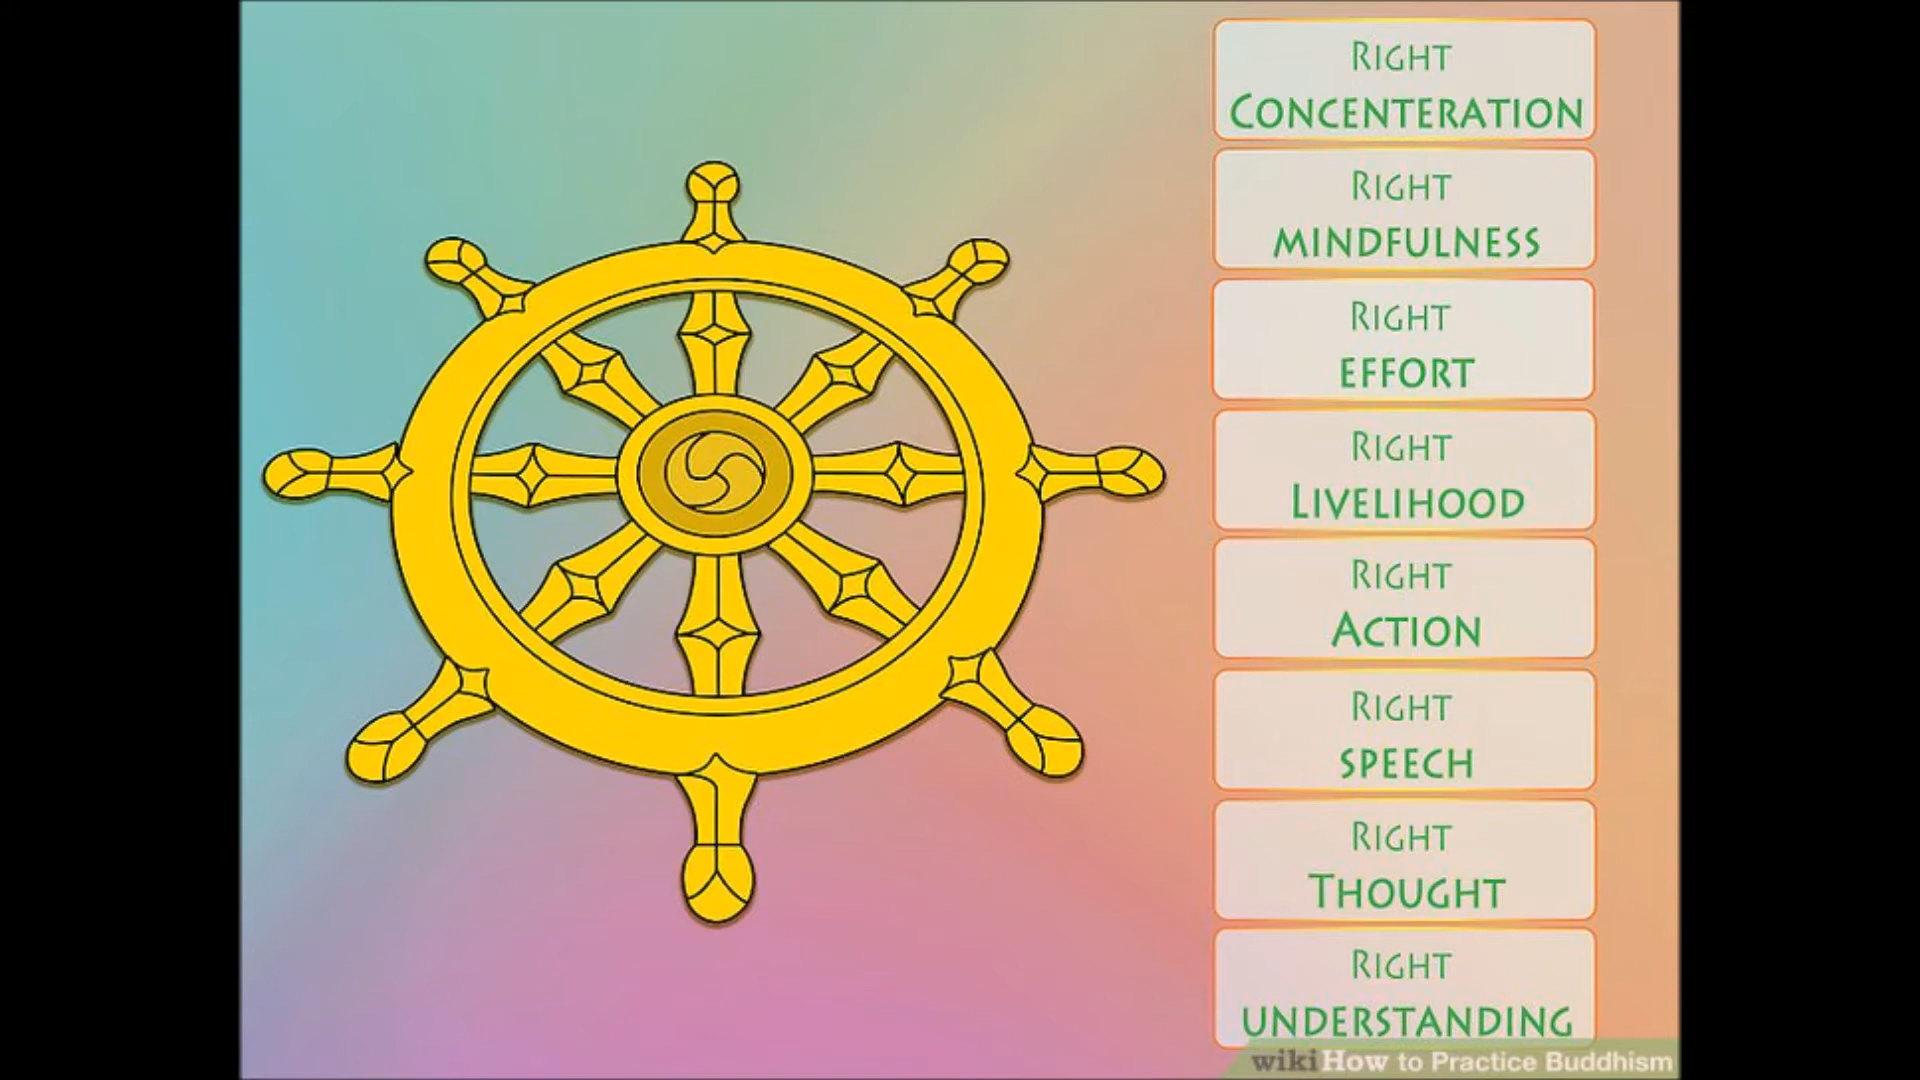 Right
Concenteration
Right
mindfulness
Right
effort
Right
Livelihood
Right
Action
Right
speech
Right
Thought
Right
understanding
wikiHow to Practice Buddhism